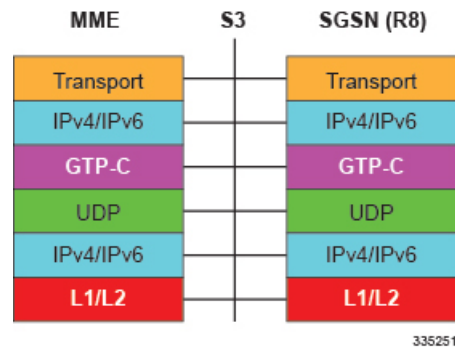 MME S3 SGSN (R8)
Transport Transport
IPv4/IPv6 IPv4/IPv6
GTP-C GTP-C
UDP UDP
IPv4/IPv6 IPv4/IPv6
L1/L2 L1/L2
335251